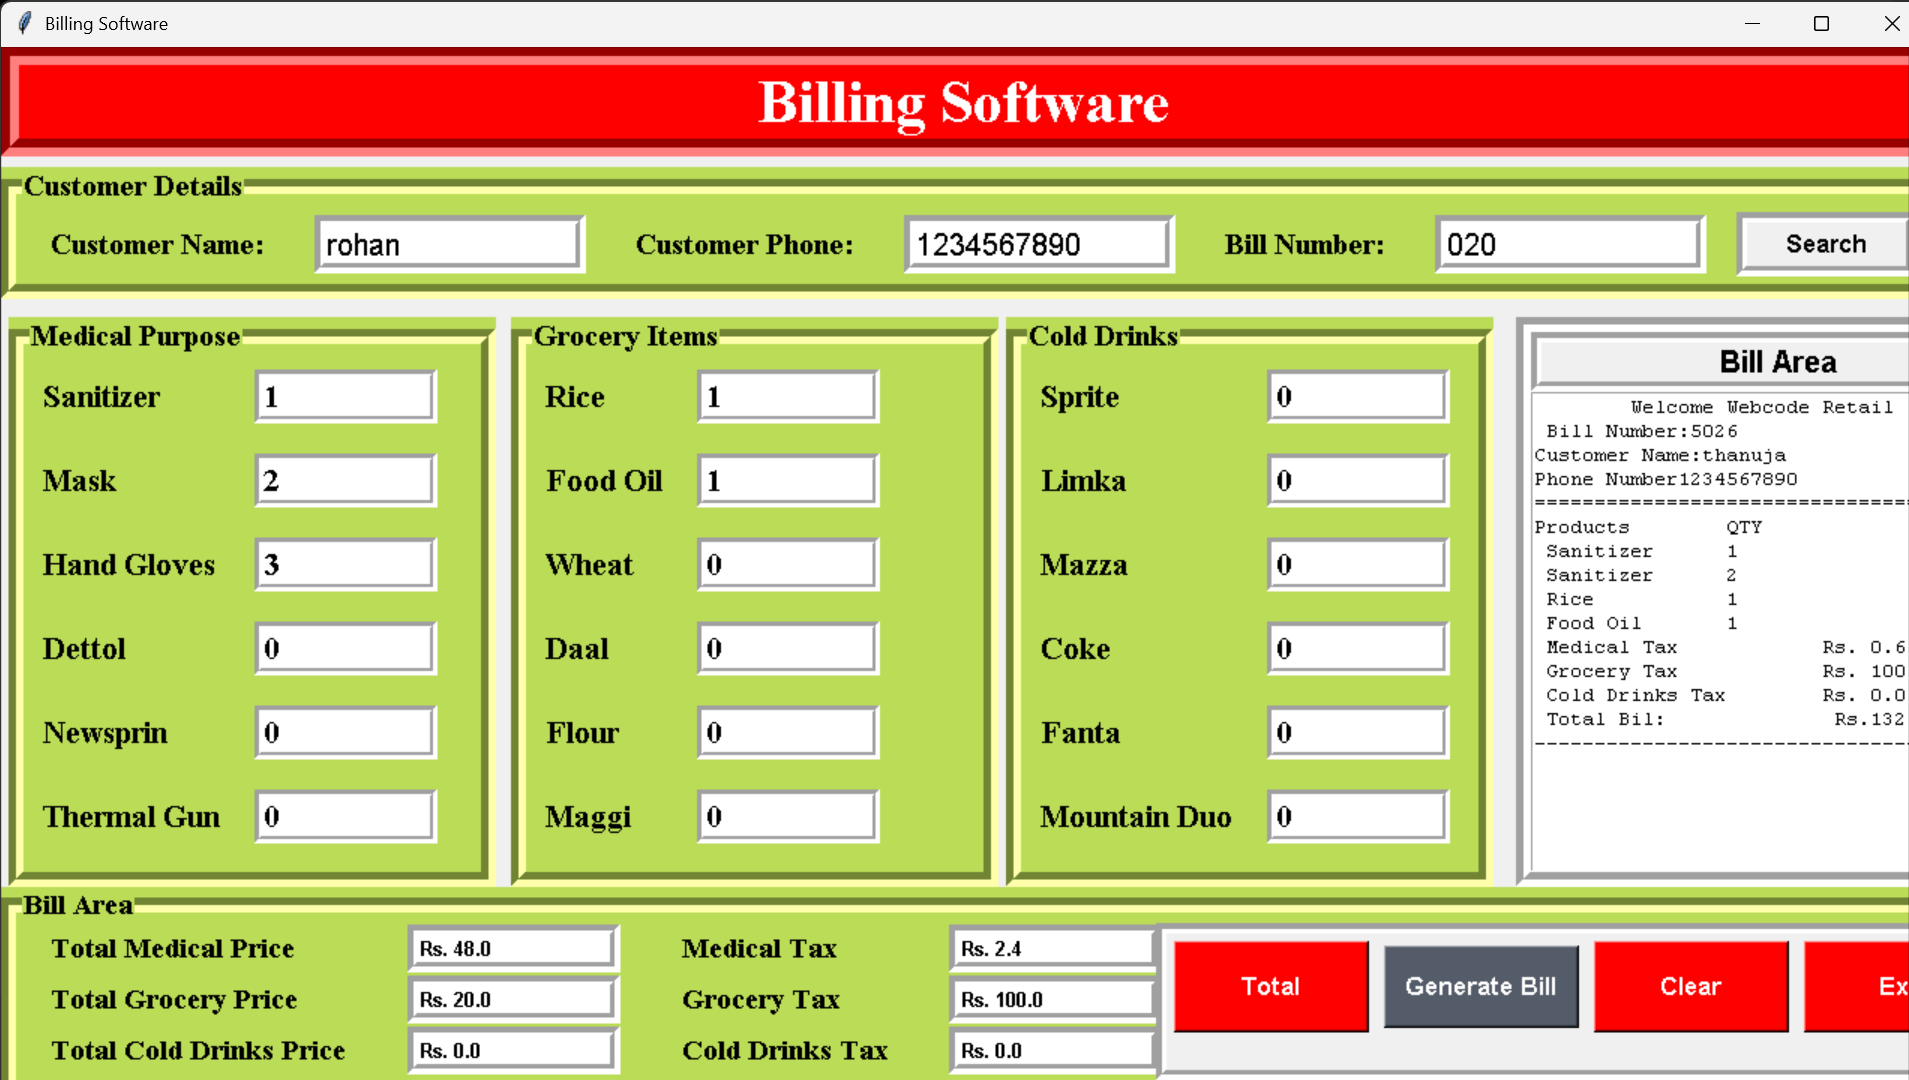 Billing Software
Billing Software
Customer Details
Customer Name: rohan Customer Phone: 1234567890 Bill Number: 020 Search
Medical Purpose
Sanitizer 1
Mask 2
Hand Gloves 3
Dettol 0
Newsprin 0
Thermal Gun 0
Grocery Items
Rice 1
Food Oil 1
Wheat 0
Daal 0
Flour 0
Maggi 0
Cold Drinks
Sprite 0
Limka 0
Mazza 0
Coke 0
Fanta 0
Mountain Duo 0
Bill Area
Welcome Webcode Retail
Bill Number:5026
Customer Name:thanuja
Phone Number1234567890
================================
Products QTY
Sanitizer 1
Sanitizer 2
Rice 1
Food Oil 1
Medical Tax Rs. 0.6
Grocery Tax Rs. 100
Cold Drinks Tax Rs. 0.0
Total Bil: Rs.132
--------------------------------
Bill Area
Total Medical Price Rs. 48.0 Medical Tax Rs. 2.4
Total Grocery Price Rs. 20.0 Grocery Tax Rs. 100.0
Total Cold Drinks Price Rs. 0.0 Cold Drinks Tax Rs. 0.0
Total Generate Bill Clear Ex